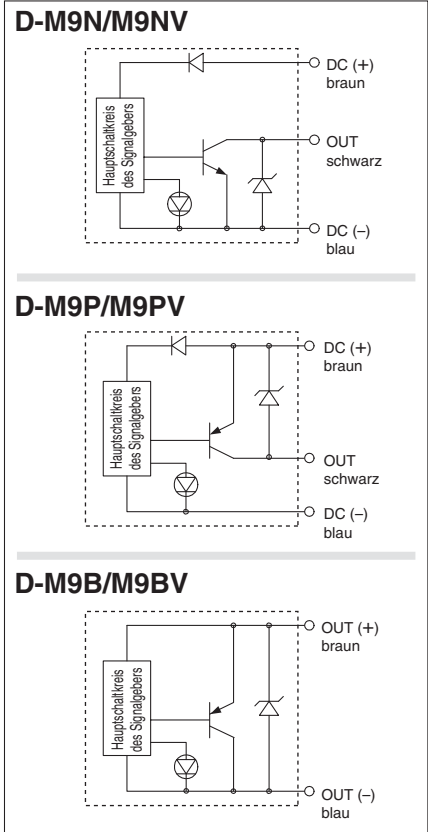 D-M9N/M9NV
DC (+)
braun
Hauptschaltkreis
des Signalgebers
OUT
schwarz
DC (–)
blau
D-M9P/M9PV
DC (+)
braun
Hauptschaltkreis
des Signalgebers
OUT
schwarz
DC (–)
blau
D-M9B/M9BV
OUT (+)
braun
Hauptschaltkreis
des Signalgebers
OUT (–)
blau